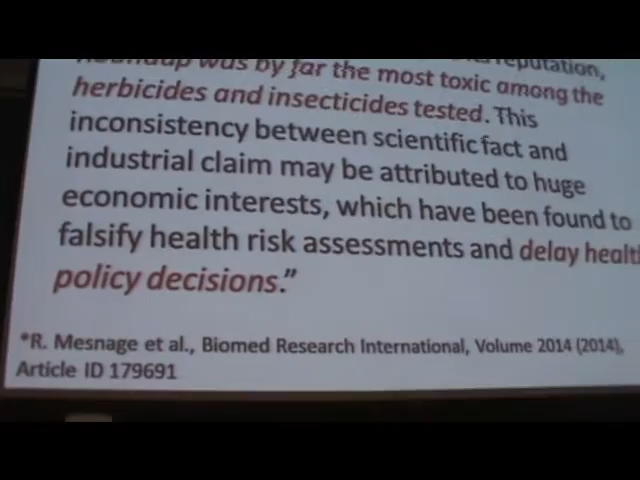 Roundup was by far the most toxic among the reputation,
herbicides and insecticides tested. This
inconsistency between scientific fact and
industrial claim may be attributed to huge
economic interests, which have been found to
falsify health risk assessments and delay healt
policy decisions."
*R. Mesnage et al., Biomed Research International, Volume 2014 (2014),
Article ID 179691